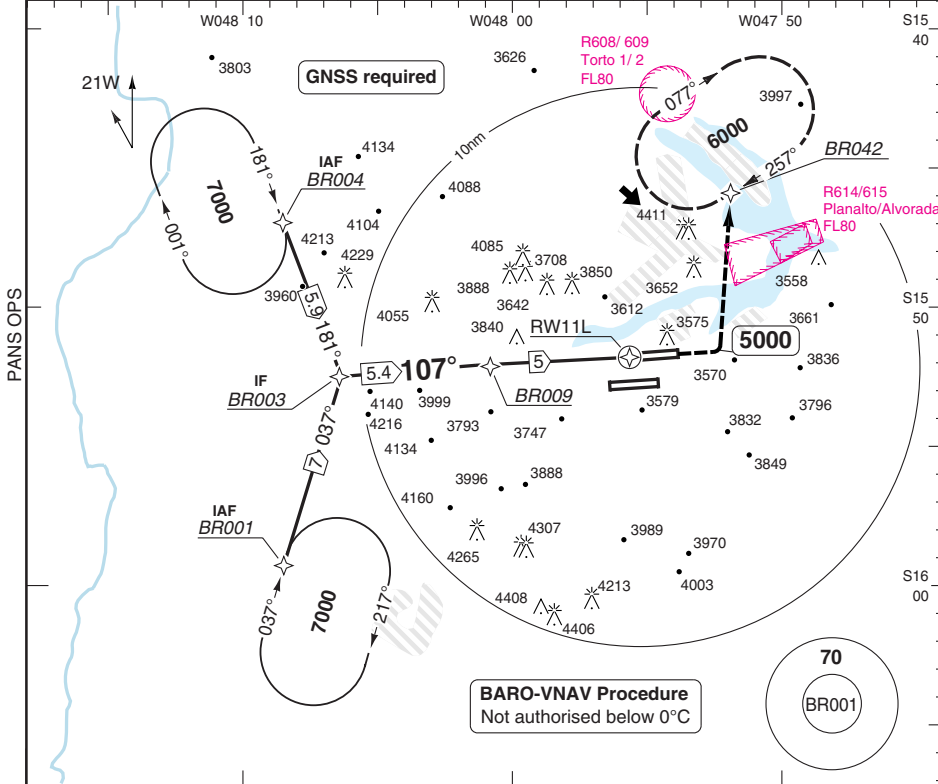 W048 10
W048 00
W047 50
S15
40
3803
GNSS required
3626
R608/ 609
Torto 1/ 2
FL80
21W
077°
3997
6000
10nm
257°
BR042
IAF
BR004
181°
7000
001°
4134
4088
4104
4411
R614/615
Planalto/Alvorada
FL80
4213
4229
4085
3708
3850
3652
3558
3960
5.9
181°
4055
3888
3642
3612
3661
S15
50
3840
RW11L
3575
5000
PANS OPS
IF
BR003
5.4
107°
5
BR009
3570
3836
4140
3999
4216
3793
3747
3579
3832
3796
4134
037°
7
3849
3996
3888
4160
IAF
BR001
4265
4307
3989
3970
4003
S16
00
037°
7000
217°
4408
4213
4406
BARO-VNAV Procedure
Not authorised below 0°C
70
BR001